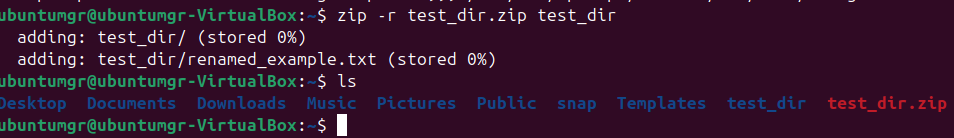 ubuntumgr@ubuntumgr-VirtualBox:~$ zip -r test_dir.zip test_dir
  adding: test_dir/ (stored 0%)
  adding: test_dir/renamed_example.txt (stored 0%)
ubuntumgr@ubuntumgr-VirtualBox:~$ ls
Desktop  Documents  Downloads  Music  Pictures  Public  snap  Templates  test_dir  test_dir.zip
ubuntumgr@ubuntumgr-VirtualBox:~$